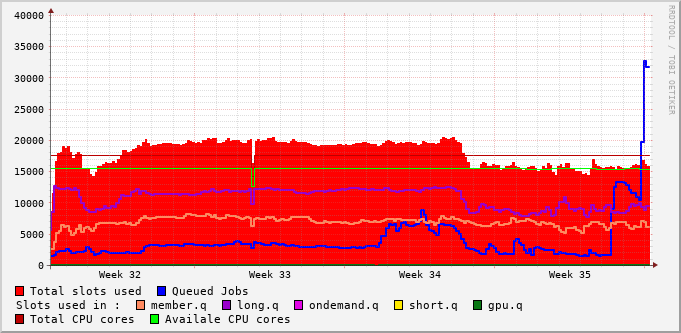 40000
35000
30000
25000
20000
15000
10000
5000
0
Week 32 Week 33 Week 34 Week 35
RRDTOOL / TOBI OETIKER
Total slots used Queued Jobs
Slots used in : member.q long.q ondemand.q short.q gpu.q
Total CPU cores Availale CPU cores